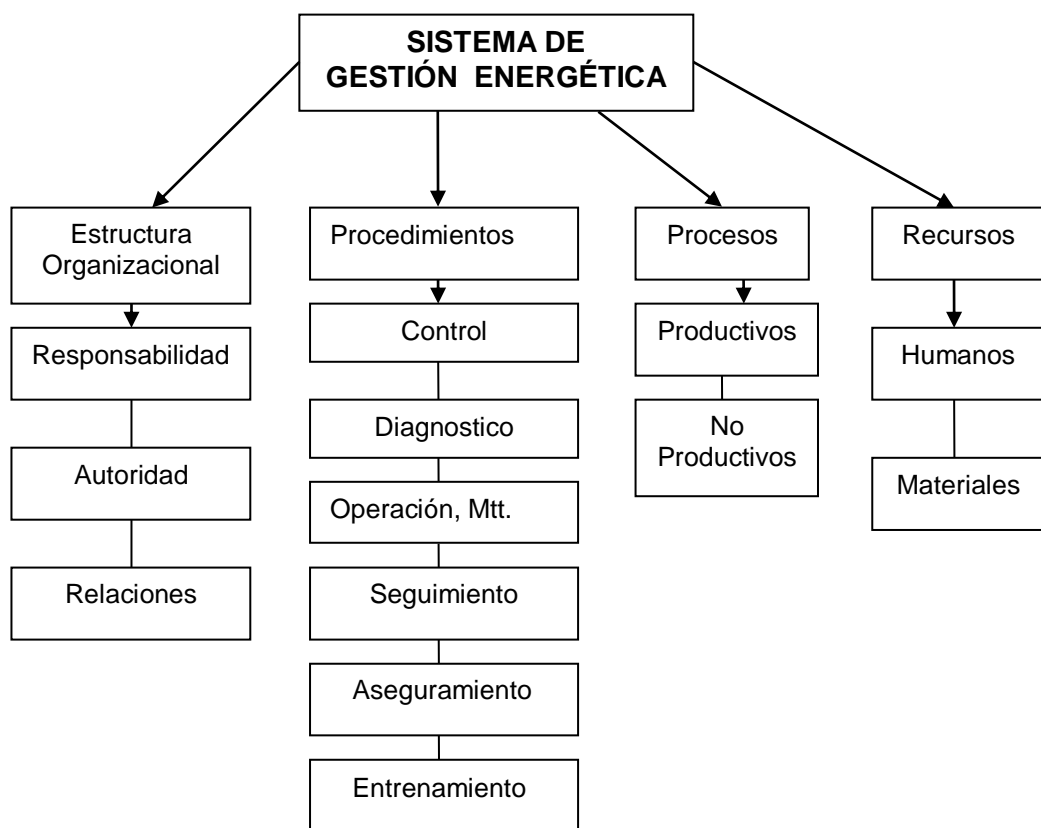 SISTEMA DE
GESTIÓN ENERGÉTICA
Estructura
Organizacional
Responsabilidad
Autoridad
Relaciones
Procedimientos
Control
Diagnostico
Operación, Mtt.
Seguimiento
Aseguramiento
Entrenamiento
Procesos
Productivos
No
Productivos
Recursos
Humanos
Materiales